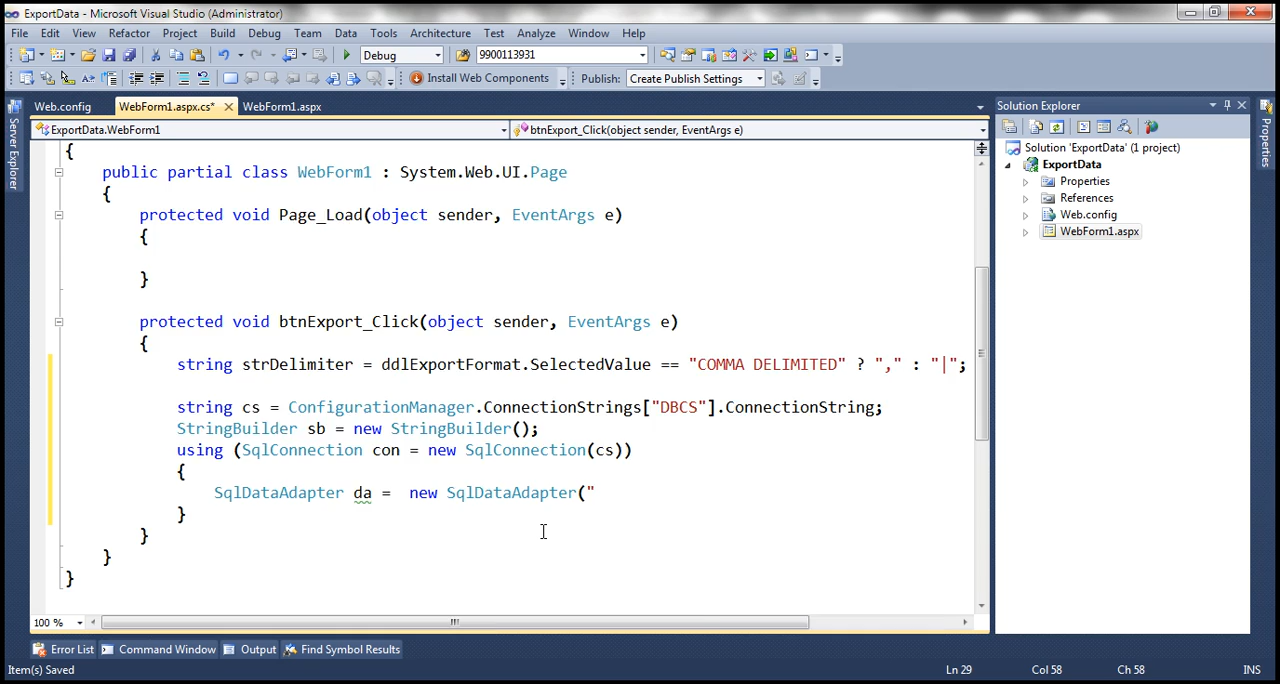 ExportData - Microsoft Visual Studio (Administrator)
File Edit View Refactor Project Build Debug Team Data Tools Architecture Test Analyze Window Help
Debug 9900113931
Install Web Components Publish: Create Publish Settings
Web.config WebForm1.aspx.cs* WebForm1.aspx
ExportData.WebForm1 btnExport_Click(object sender, EventArgs e)
{
public partial class WebForm1 : System.Web.UI.Page
{
protected void Page_Load(object sender, EventArgs e)
{
}
protected void btnExport_Click(object sender, EventArgs e)
{
string strDelimiter = ddlExportFormat.SelectedValue == "COMMA DELIMITED" ? "," : "|";
string cs = ConfigurationManager.ConnectionStrings["DBCS"].ConnectionString;
StringBuilder sb = new StringBuilder();
using (SqlConnection con = new SqlConnection(cs))
{
SqlDataAdapter da =  new SqlDataAdapter("
}
}
}
}
100 %
Server Explorer
Solution Explorer
Solution 'ExportData' (1 project)
ExportData
Properties
References
Web.config
WebForm1.aspx
Properties
Error List Command Window Output Find Symbol Results
Item(s) Saved Ln 29 Col 58 Ch 58 INS